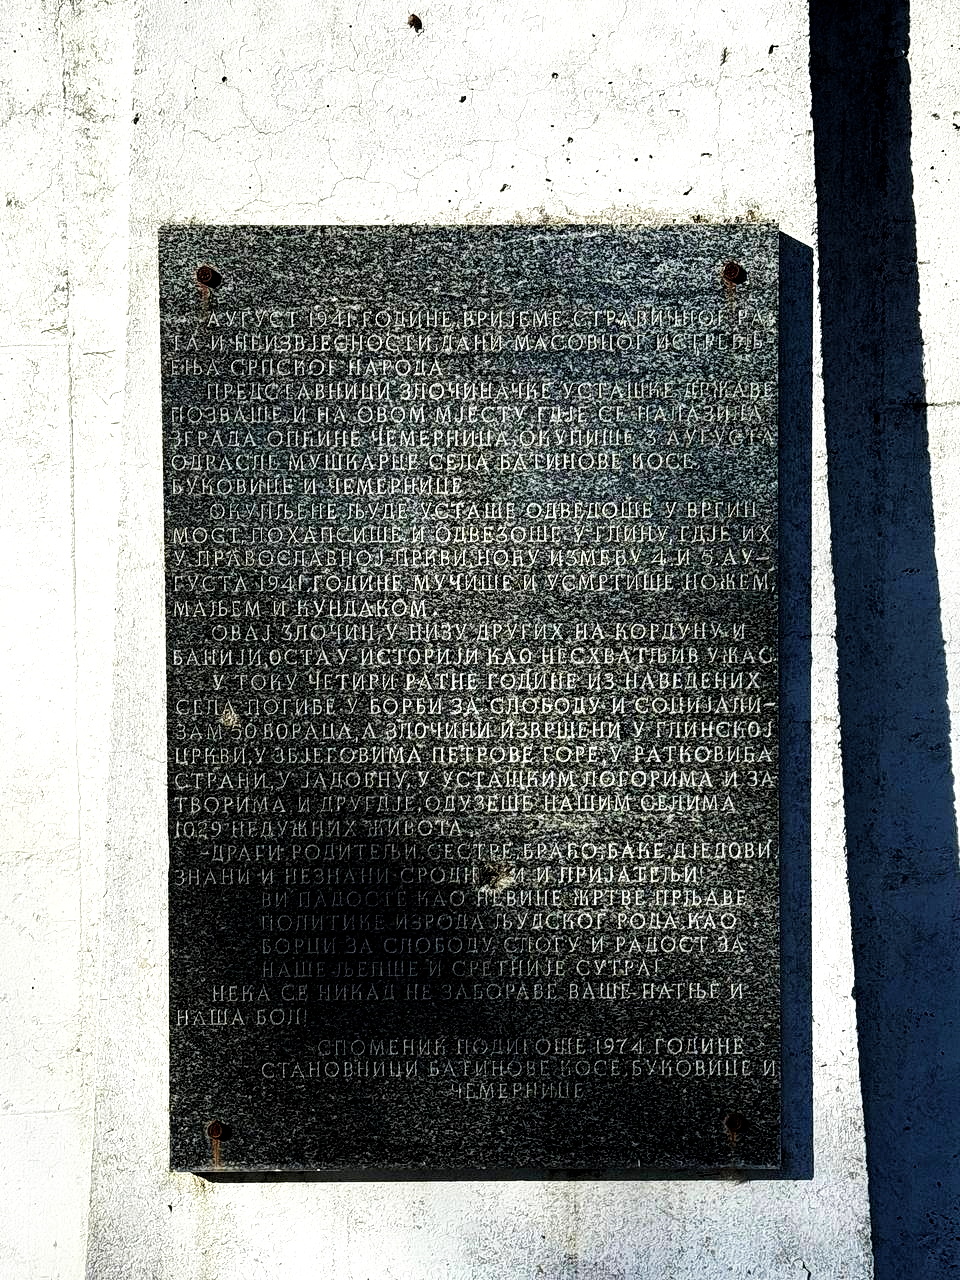 АУГУСТ 1941. ГОДИНЕ, ВРИЈЕМЕ СТРАВИЧНОГ РА-
ТА И НЕИЗВЈЕСНОСТИ, ДАНИ МАСОВНОГ ИСТРЕБЉ-
ЕЊА СРПСКОГ НАРОДА.
ПРЕДСТАВНИЦИ ЗЛОЧИНАЧКЕ УСТАШКЕ ДРЖАВЕ
ПОЗВАШЕ И НА ОВОМ МЈЕСТУ, ГДЈЕ СЕ НАЛАЗИЛА
ЗГРАДА ОПЋИНЕ ЧЕМЕРНИЦА, ОКУПИШЕ 3. АУГУСТА
ОДРАСЛЕ МУШКАРЦЕ СЕЛА БАТИНОВЕ КОСЕ,
БУКОВИЦЕ И ЧЕМЕРНИЦЕ.
ОКУПЉЕНЕ ЉУДЕ УСТАШЕ ОДВЕДОШЕ У ВРГИН-
МОСТ, ПОХАПСИШЕ И ОДВЕЗОШЕ У ГЛИНУ, ГДЈЕ ИХ
У ПРАВОСЛАВНОЈ ЦРКВИ, НОЋУ ИЗМЕЂУ 4. И 5. АУ-
ГУСТА 1941. ГОДИНЕ, МУЧИШЕ И УСМРТИШЕ НОЖЕМ,
МАЉЕМ И КУНДАКОМ.
ОВАЈ ЗЛОЧИН, У НИЗУ ДРУГИХ, НА КОРДУНУ И
БАНИЈИ, ОСТА У ИСТОРИЈИ КАО НЕСХВАТЉИВ УЖАС.
У ТОКУ ЧЕТИРИ РАТНЕ ГОДИНЕ ИЗ НАВЕДЕНИХ
СЕЛА ПОГИБЕ У БОРБИ ЗА СЛОБОДУ И СОЦИЈАЛИ-
ЗАМ 50 БОРАЦА, А ЗЛОЧИНИ ИЗВРШЕНИ У ГЛИНСКОЈ
ЦРКВИ, У ЗБЈЕГОВИМА ПЕТРОВЕ ГОРЕ, У РАТКОВИЋА
СТРАНИ, У ЈАДОВНУ, У УСТАШКИМ ЛОГОРИМА И ЗА
ТВОРИМА И ДРУГДЈЕ, ОДУЗЕШЕ НАШИМ СЕЛИМА
1029 НЕДУЖНИХ ЖИВОТА.
ДРАГИ РОДИТЕЉИ, СЕСТРЕ, БРАЋО, БАКЕ, ДЈЕДОВИ
ЗНАНИ И НЕЗНАНИ СРОДНИЦИ И ПРИЈАТЕЉИ!
ВИ ПАДОСТЕ КАО НЕВИНЕ ЖРТВЕ ПРЉАВЕ
ПОЛИТИКЕ ИЗРОДА ЉУДСКОГ РОДА, КАО
БОРЦИ ЗА СЛОБОДУ, СЛОГУ И РАДОСТ, ЗА
НАШЕ ЉЕПШЕ И СРЕТНИЈЕ СУТРА!
НЕКА СЕ НИКАД НЕ ЗАБОРАВЕ ВАШЕ ПАТЊЕ И
НАША БОЛ!
СПОМЕНИК ПОДИГОШЕ 1974. ГОДИНЕ
СТАНОВНИЦИ БАТИНОВЕ КОСЕ, БУКОВИЦЕ И
ЧЕМЕРНИЦЕ